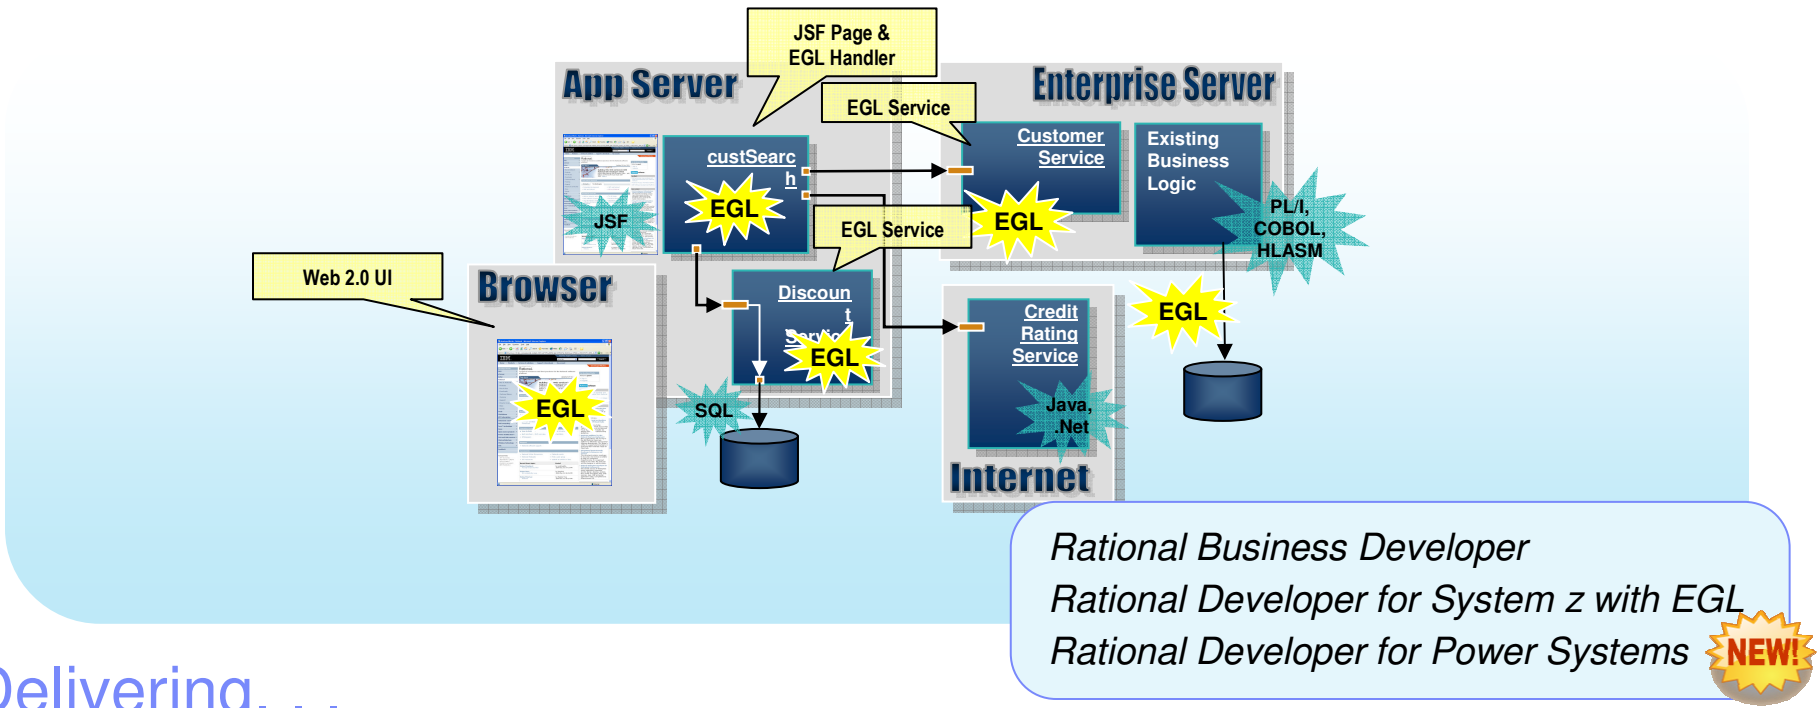 JSF Page &
EGL Handler
App Server
Enterprise Server
EGL Service
custSearc
h
EGL
JSF
Customer
Service
EGL
Existing
Business
Logic
PL/I,
COBOL,
HLASM
EGL Service
Web 2.0 UI
Browser
EGL
Discoun
t
Service
EGL
SQL
Credit
Rating
Service
Java,
.Net
Internet
EGL
Rational Business Developer
Rational Developer for System z with EGL
Rational Developer for Power Systems
NEW!
Delivering. . .